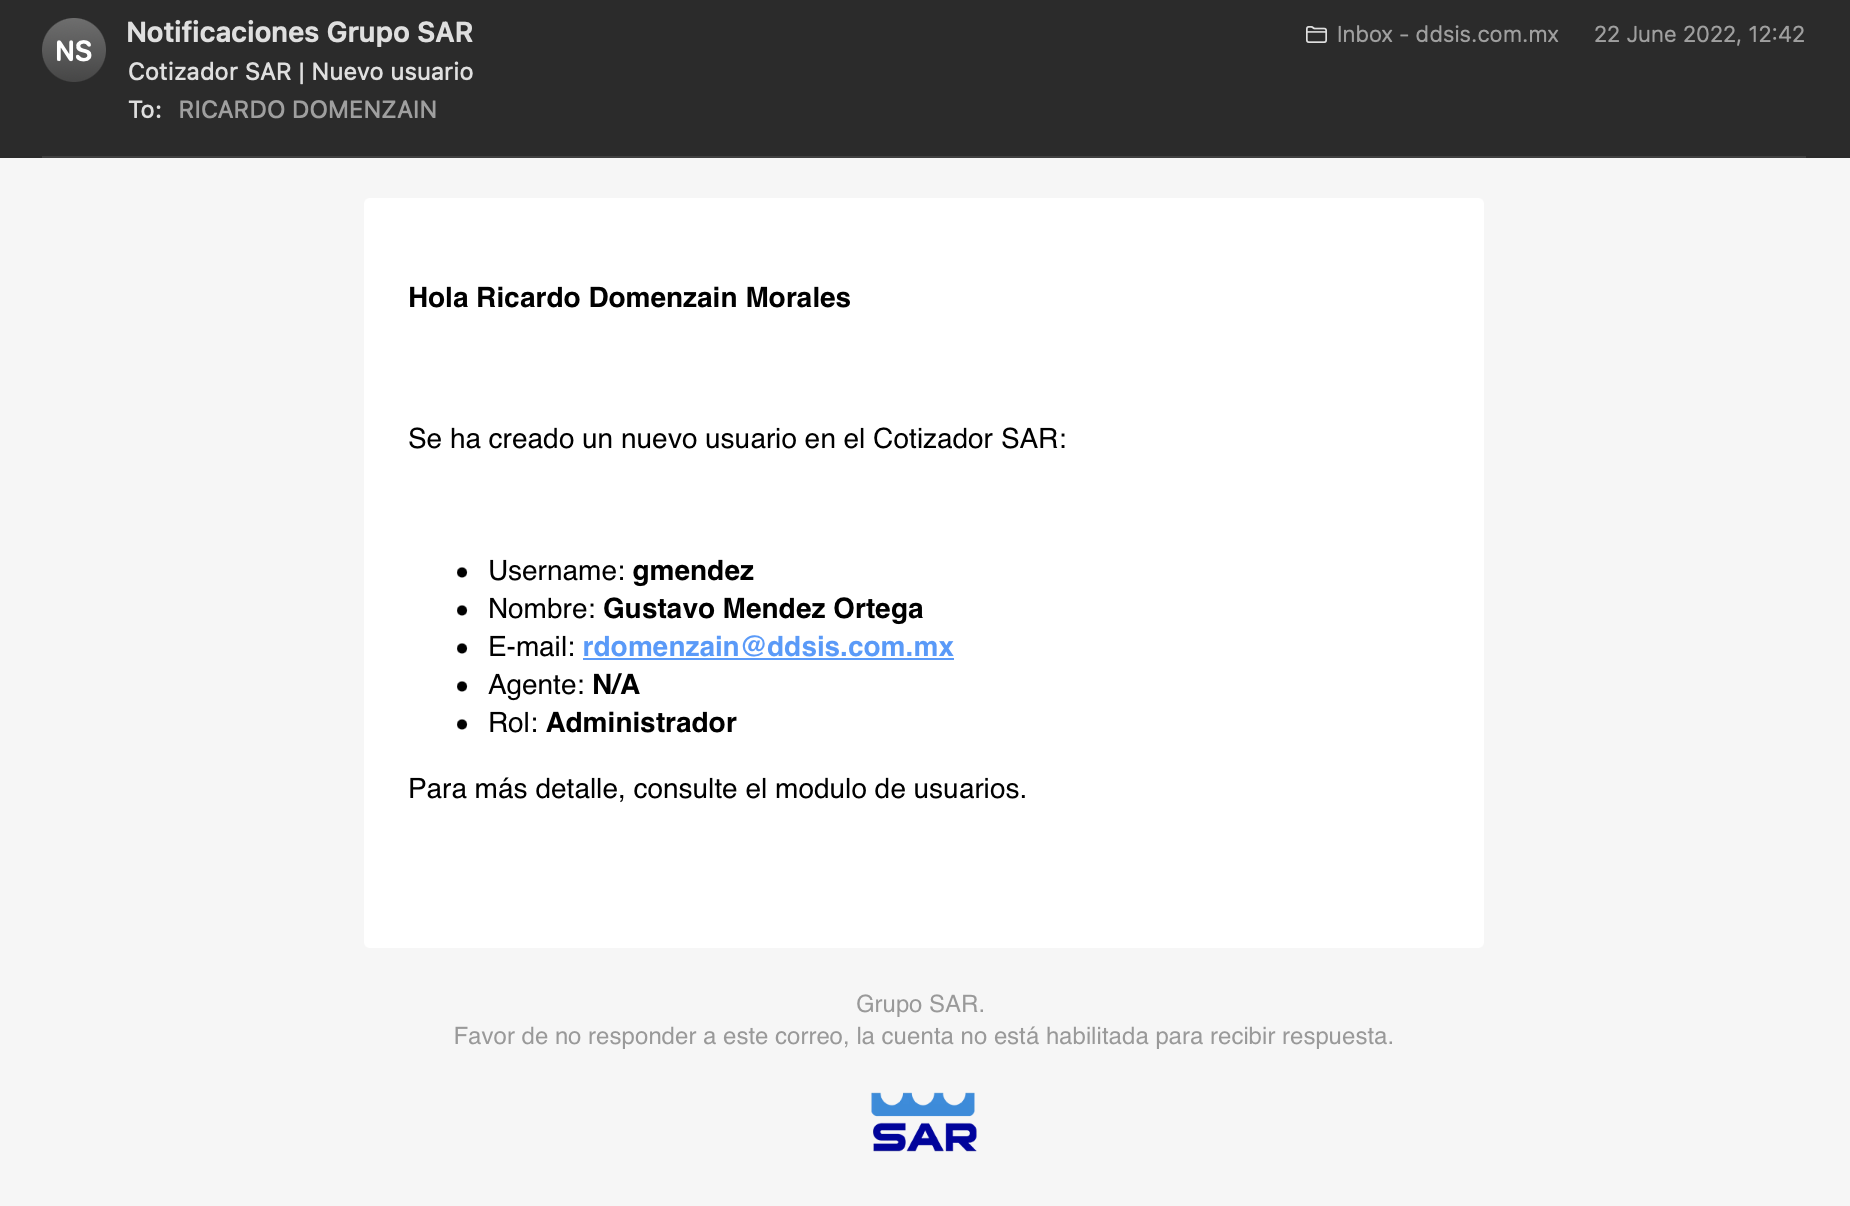 NS
Notificaciones Grupo SAR
Inbox - ddsis.com.mx
22 June 2022, 12:42
Cotizador SAR | Nuevo usuario
To: RICARDO DOMENZAIN
Hola Ricardo Domenzain Morales
Se ha creado un nuevo usuario en el Cotizador SAR:
• Username: gmendez
• Nombre: Gustavo Mendez Ortega
• E-mail: rdomenzain@ddsis.com.mx
• Agente: N/A
• Rol: Administrador
Para más detalle, consulte el modulo de usuarios.
Grupo SAR.
Favor de no responder a este correo, la cuenta no está habilitada para recibir respuesta.
SAR